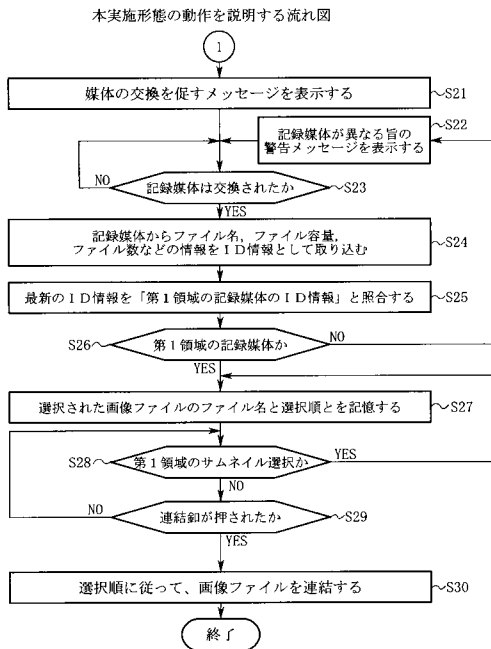 本実施形態の動作を説明する流れ図
1
媒体の交換を促すメッセージを表示する
S21
S22
記録媒体が異なる旨の
警告メッセージを表示する
NO
記録媒体は交換されたか
S23
YES
記録媒体からファイル名，ファイル容量，
ファイル数などの情報をＩＤ情報として取り込む
S24
最新のＩＤ情報を「第１領域の記録媒体のＩＤ情報」と照合する
S25
S26
第１領域の記録媒体か
NO
YES
選択された画像ファイルのファイル名と選択順とを記憶する
S27
S28
第１領域のサムネイル選択か
YES
NO
NO
連結釦が押されたか
S29
YES
選択順に従って、画像ファイルを連結する
S30
終了